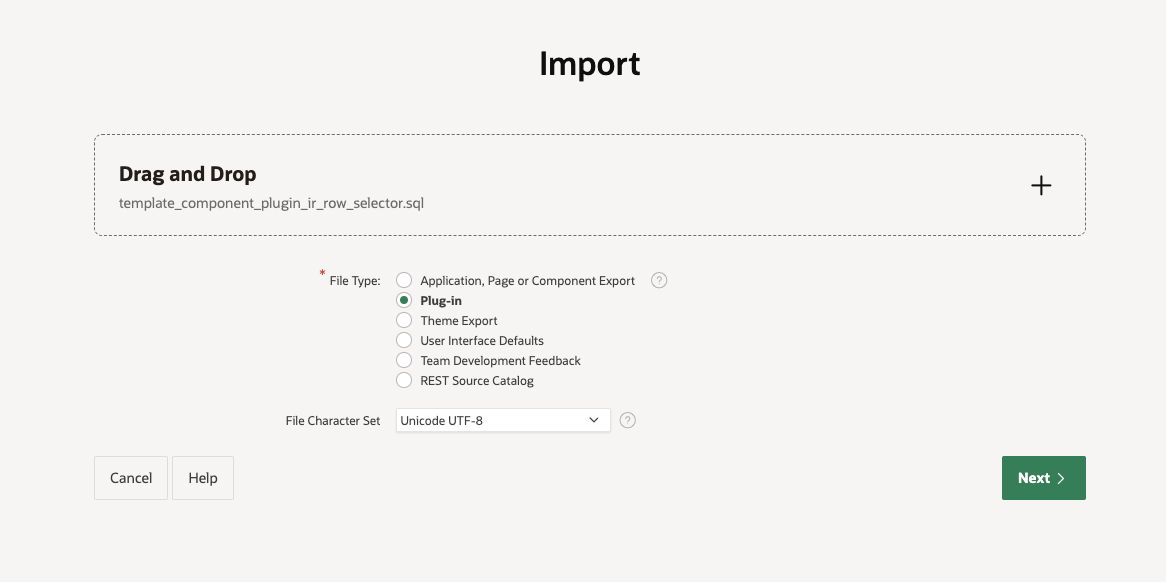 Import
Drag and Drop
template_component_plugin_ir_row_selector.sql
* File Type:
Application, Page or Component Export ?
Plug-in
Theme Export
User Interface Defaults
Team Development Feedback
REST Source Catalog
File Character Set Unicode UTF-8 ?
Cancel Help Next